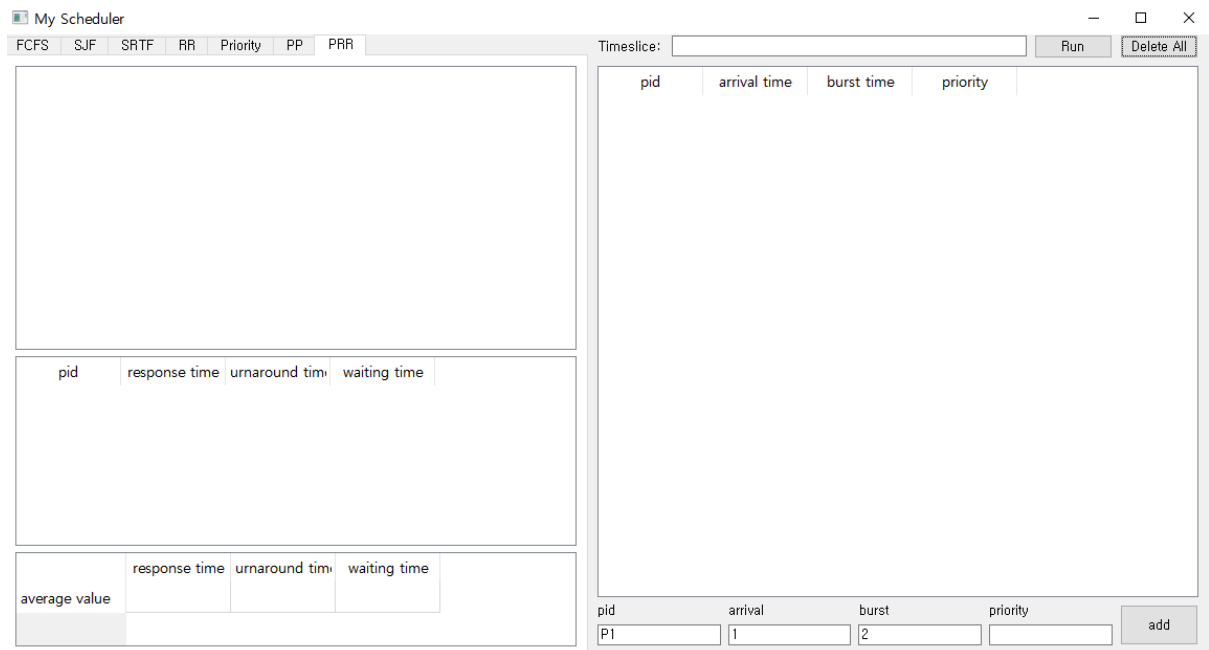 My Scheduler
FCFS SJF SRTF RR Priority PP PRR
Timeslice: Run Delete All
pid arrival time burst time priority
pid response time urnaround tim waiting time
response time urnaround tim waiting time
average value
pid arrival burst priority
P1 1 2
add